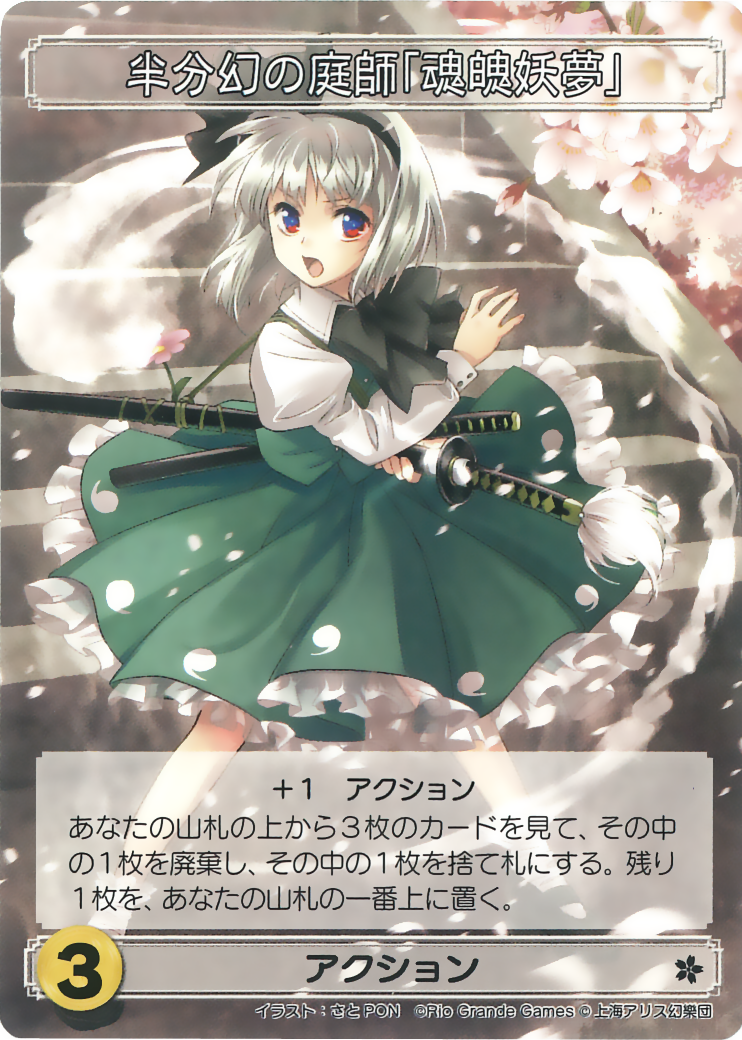 半分幻の庭師「魂魄妖夢」
＋１　アクション
あなたの山札の上から３枚のカードを見て、その中
の１枚を廃棄し、その中の１枚を捨て札にする。残り
１枚を、あなたの山札の一番上に置く。
3
アクション
イラスト：さとPON　©Rio Grande Games © 上海アリス幻樂団